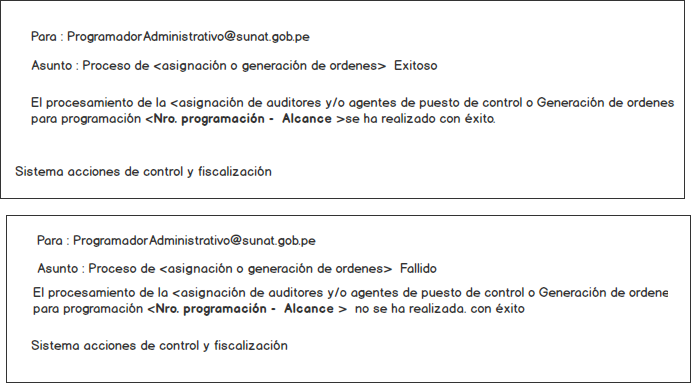 Para : ProgramadorAdministrativo@sunat.gob.pe
Asunto : Proceso de <asignación o generación de ordenes>  Exitoso
El procesamiento de la <asignación de auditores y/o agentes de puesto de control o Generación de ordenes
para programación <Nro. programación -  Alcance >se ha realizado con éxito.
Sistema acciones de control y fiscalización
Para : ProgramadorAdministrativo@sunat.gob.pe
Asunto : Proceso de <asignación o generación de ordenes>  Fallido
El procesamiento de la <asignación de auditores y/o agentes de puesto de control o Generación de ordene
para programación <Nro. programación -  Alcance >  no se ha realizada. con éxito
Sistema acciones de control y fiscalización